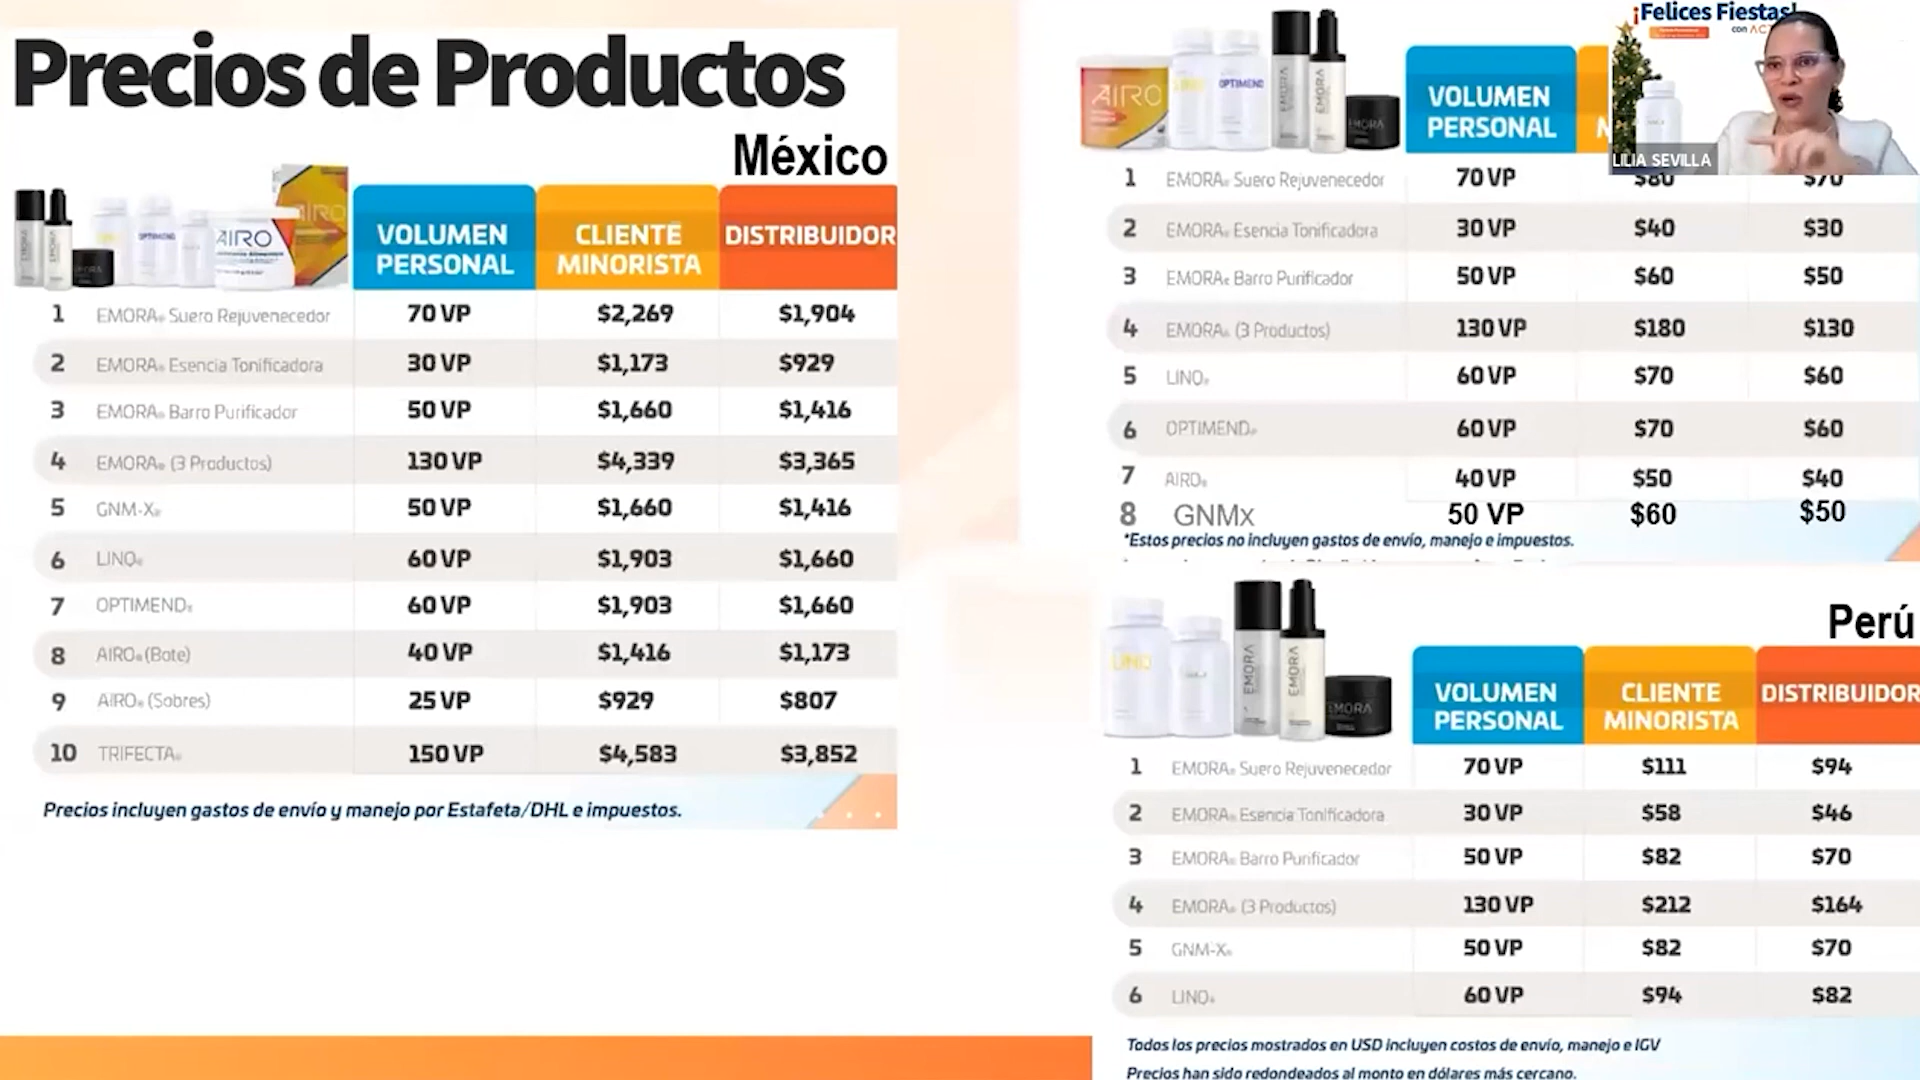 Precios de Productos
México
VOLUMEN PERSONAL CLIENTE MINORISTA DISTRIBUIDOR
1 EMORA® Suero Rejuvenecedor 70 VP $2,269 $1,904
2 EMORA® Esencia Tonificadora 30 VP $1,173 $929
3 EMORA® Barro Purificador 50 VP $1,660 $1,416
4 EMORA® (3 Productos) 130 VP $4,339 $3,365
5 GNM-X® 50 VP $1,660 $1,416
6 LINQ® 60 VP $1,903 $1,660
7 OPTIMEND® 60 VP $1,903 $1,660
8 AIRO® (Bote) 40 VP $1,416 $1,173
9 AIRO® (Sobres) 25 VP $929 $807
10 TRIFECTA® 150 VP $4,583 $3,852
Precios incluyen gastos de envío y manejo por Estafeta/DHL e impuestos.
¡Felices Fiestas!
con
LILIA SEVILLA
AIRO OPTIMEND EMORA EMORA EMORA
VOLUMEN PERSONAL
1 EMORA® Suero Rejuvenecedor 70 VP $80 $70
2 EMORA® Esencia Tonificadora 30 VP $40 $30
3 EMORA® Barro Purificador 50 VP $60 $50
4 EMORA® (3 Productos) 130 VP $180 $130
5 LINQ® 60 VP $70 $60
6 OPTIMEND® 60 VP $70 $60
7 AIRO® 40 VP $50 $40
8 GNMx 50 VP $60 $50
*Estos precios no incluyen gastos de envío, manejo e impuestos.
Perú
VOLUMEN PERSONAL CLIENTE MINORISTA DISTRIBUIDOR
1 EMORA® Suero Rejuvenecedor 70 VP $111 $94
2 EMORA® Esencia Tonificadora 30 VP $58 $46
3 EMORA® Barro Purificador 50 VP $82 $70
4 EMORA® (3 Productos) 130 VP $212 $164
5 GNM-X® 50 VP $82 $70
6 LINQ® 60 VP $94 $82
Todos los precios mostrados en USD incluyen costos de envío, manejo e IGV
Precios han sido redondeados al monto en dólares más cercano.